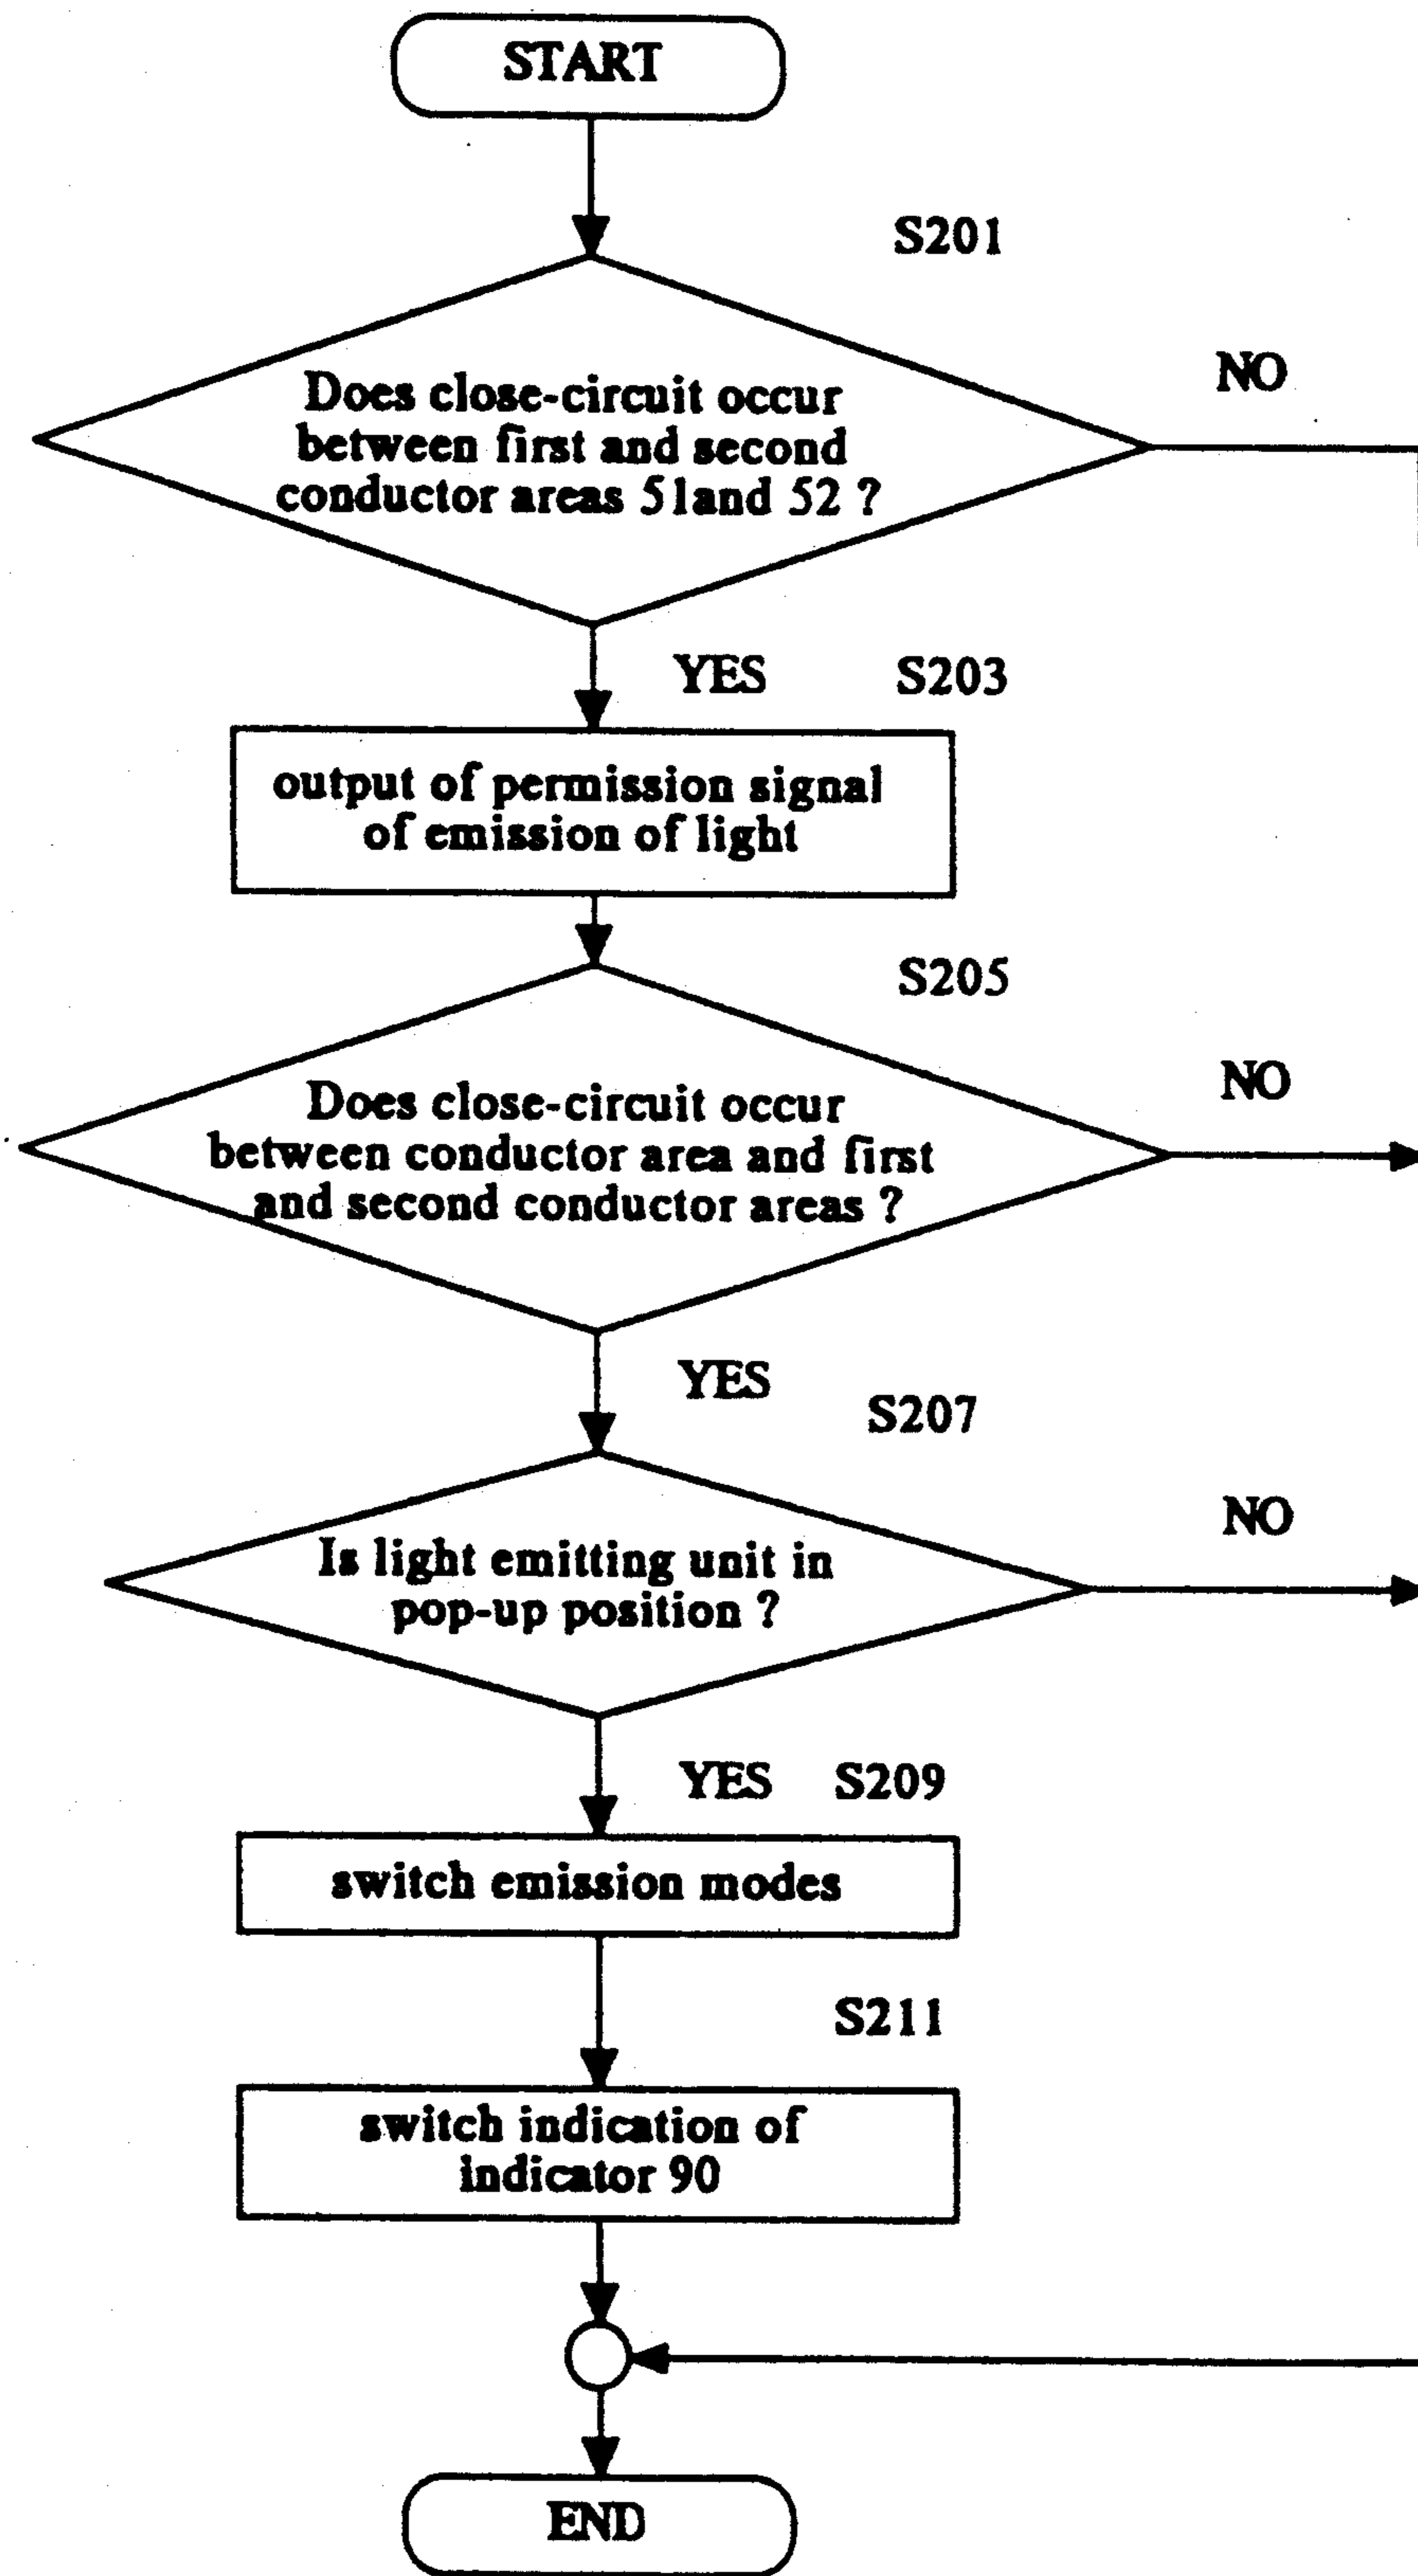 START
S201
Does close-circuit occur
between first and second
conductor areas 51and 52 ?
NO
YES
S203
output of permission signal
of emission of light
S205
Does close-circuit occur
between conductor area and first
and second conductor areas ?
NO
YES
S207
Is light emitting unit in
pop-up position ?
NO
YES
S209
switch emission modes
S211
switch indication of
indicator 90
END